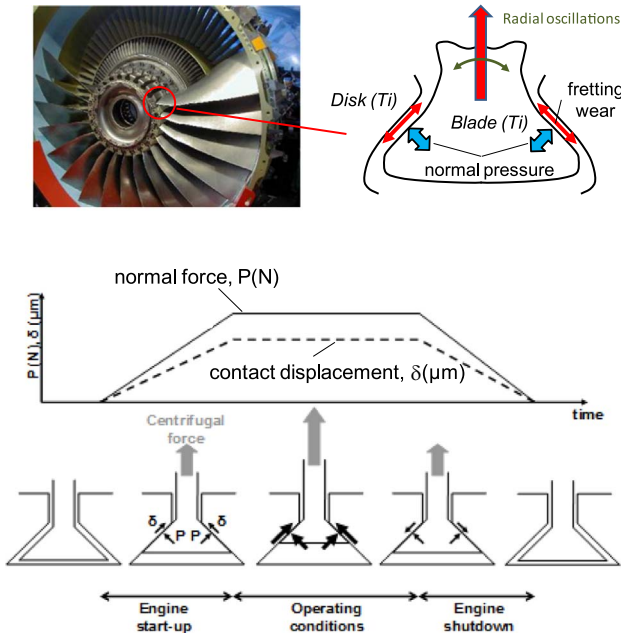 Radial oscillations
Disk (Ti)
fretting
wear
Blade (Ti)
normal pressure
normal force, P(N)
P(N), δ (μm)
contact displacement, δ(μm)
time
Centrifugal
force
δ
δ
P P
Engine
start-up
Operating
conditions
Engine
shutdown